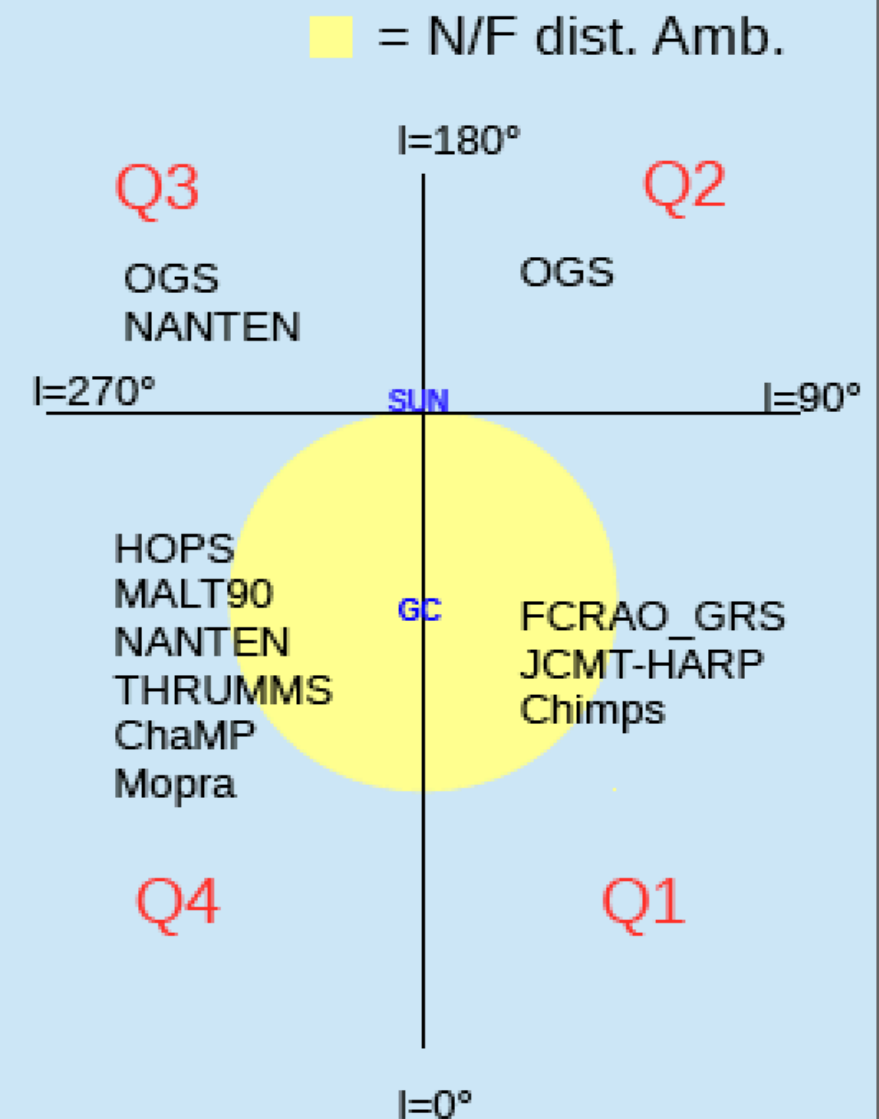 = N/F dist. Amb.
l=180°
Q3
Q2
OGS
NANTEN
OGS
l=270°
SUN
l=90°
HOPS
MALT90
NANTEN
THRUMMS
ChaMP
Mopra
GC
FCRAO_GRS
JCMT-HARP
Chimps
Q4
Q1
l=0°